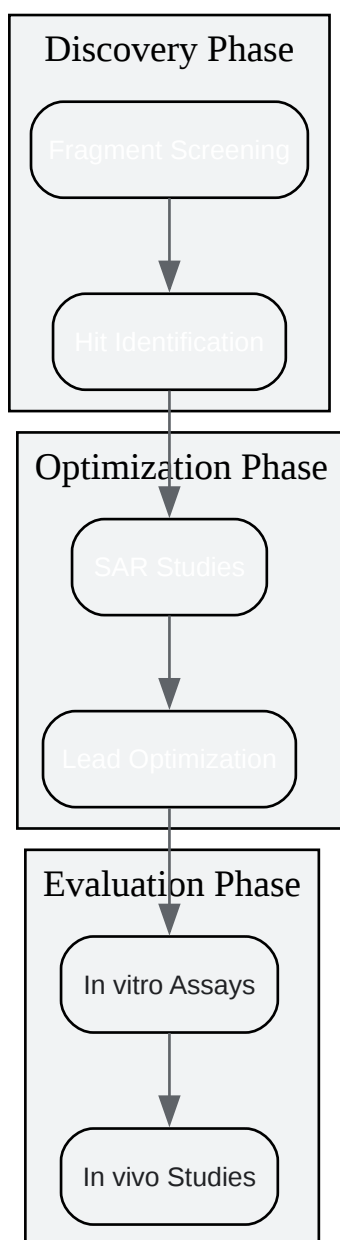 Discovery Phase
Fragment Screening
Hit Identification
Optimization Phase
SAR Studies
Lead Optimization
Evaluation Phase
In vitro Assays
In vivo Studies